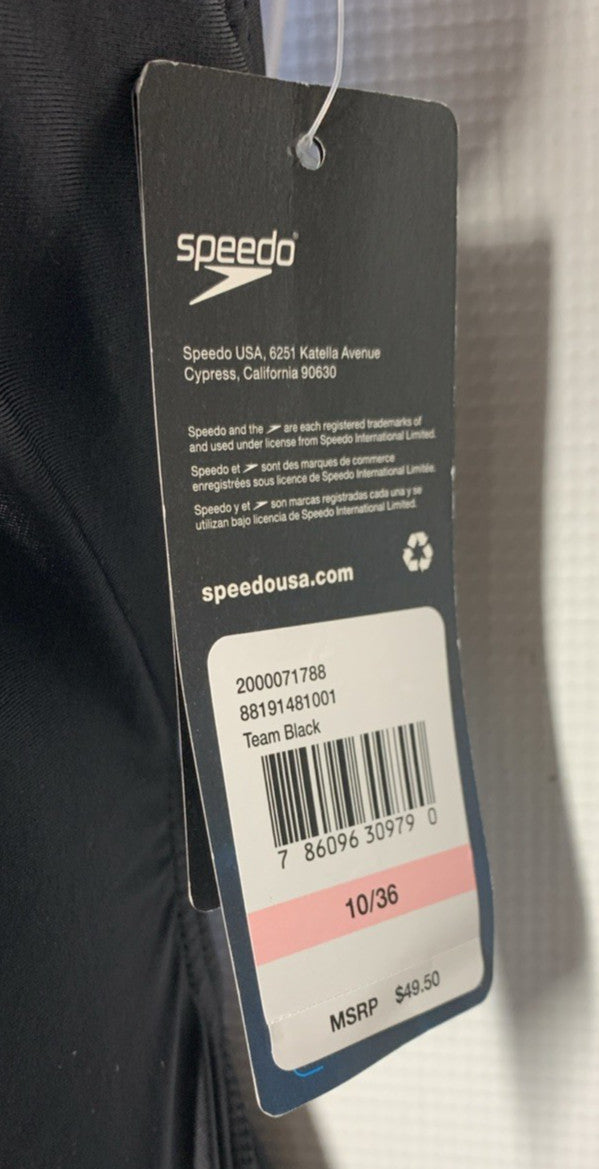 speedo®
Speedo USA, 6251 Katella Avenue
Cypress, California 90630
Speedo and the are each registered trademarks of
and used under license from Speedo International Limited.
Speedo et sont des marques de commerce
enregistrées sous licence de Speedo International Limitée.
Speedo y et son marcas registradas cada una y se
utilizan bajo licencia de Speedo International Limited.
speedousa.com
2000071788
88191481001
Team Black
7 86096 30979 0
10/36
MSRP $49.50